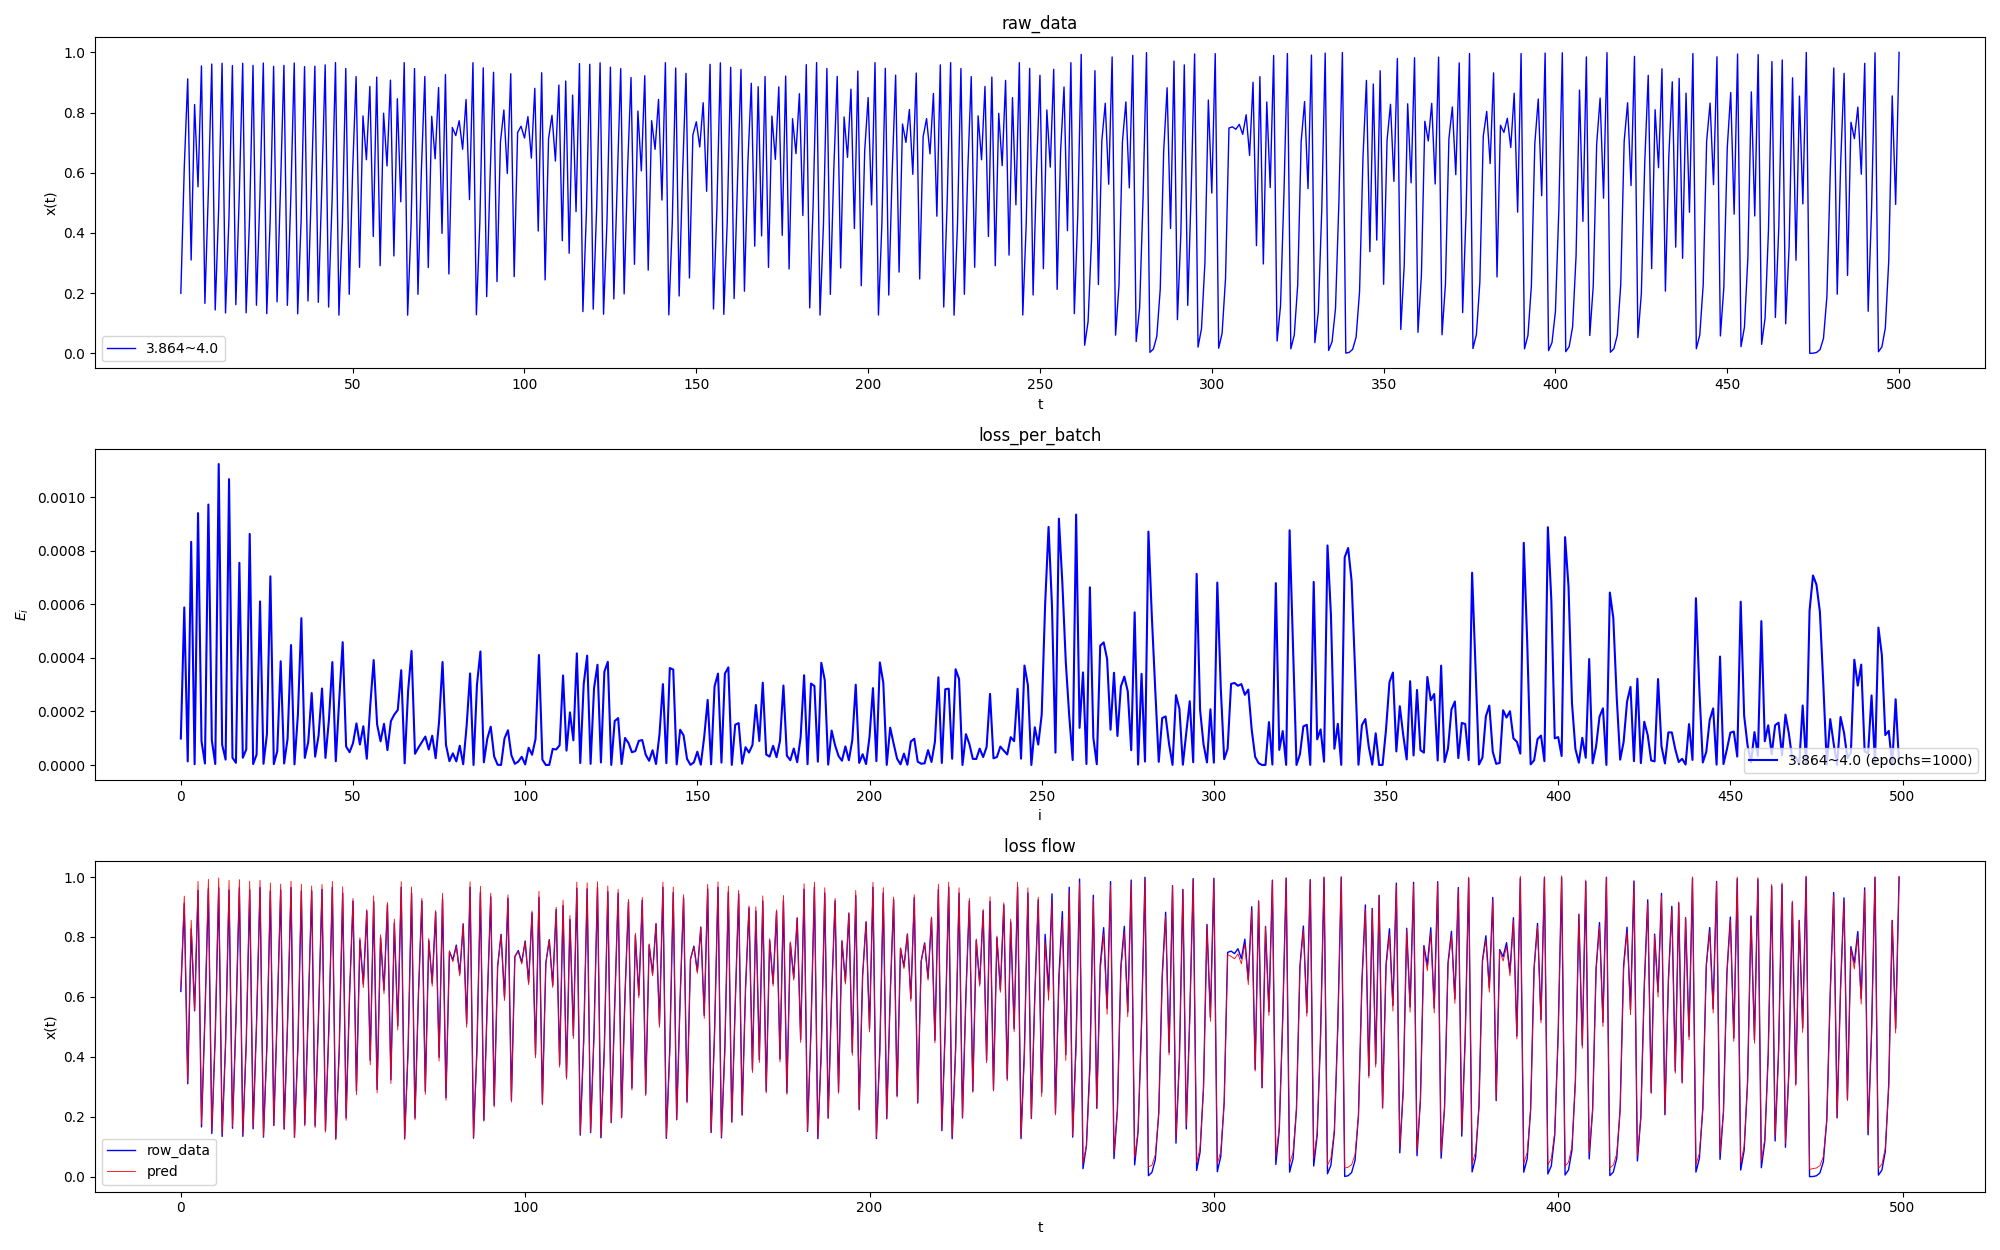 raw_data
x(t)
1.0
0.8
0.6
0.4
0.2
0.0
3.864~4.0
50 100 150 200 250 300 350 400 450 500
t
loss_per_batch
E_i
0.0010
0.0008
0.0006
0.0004
0.0002
0.0000
3.864~4.0 (epochs=1000)
0 50 100 150 200 250 300 350 400 450 500
i
loss flow
x(t)
1.0
0.8
0.6
0.4
0.2
0.0
row_data
pred
0 100 200 300 400 500
t